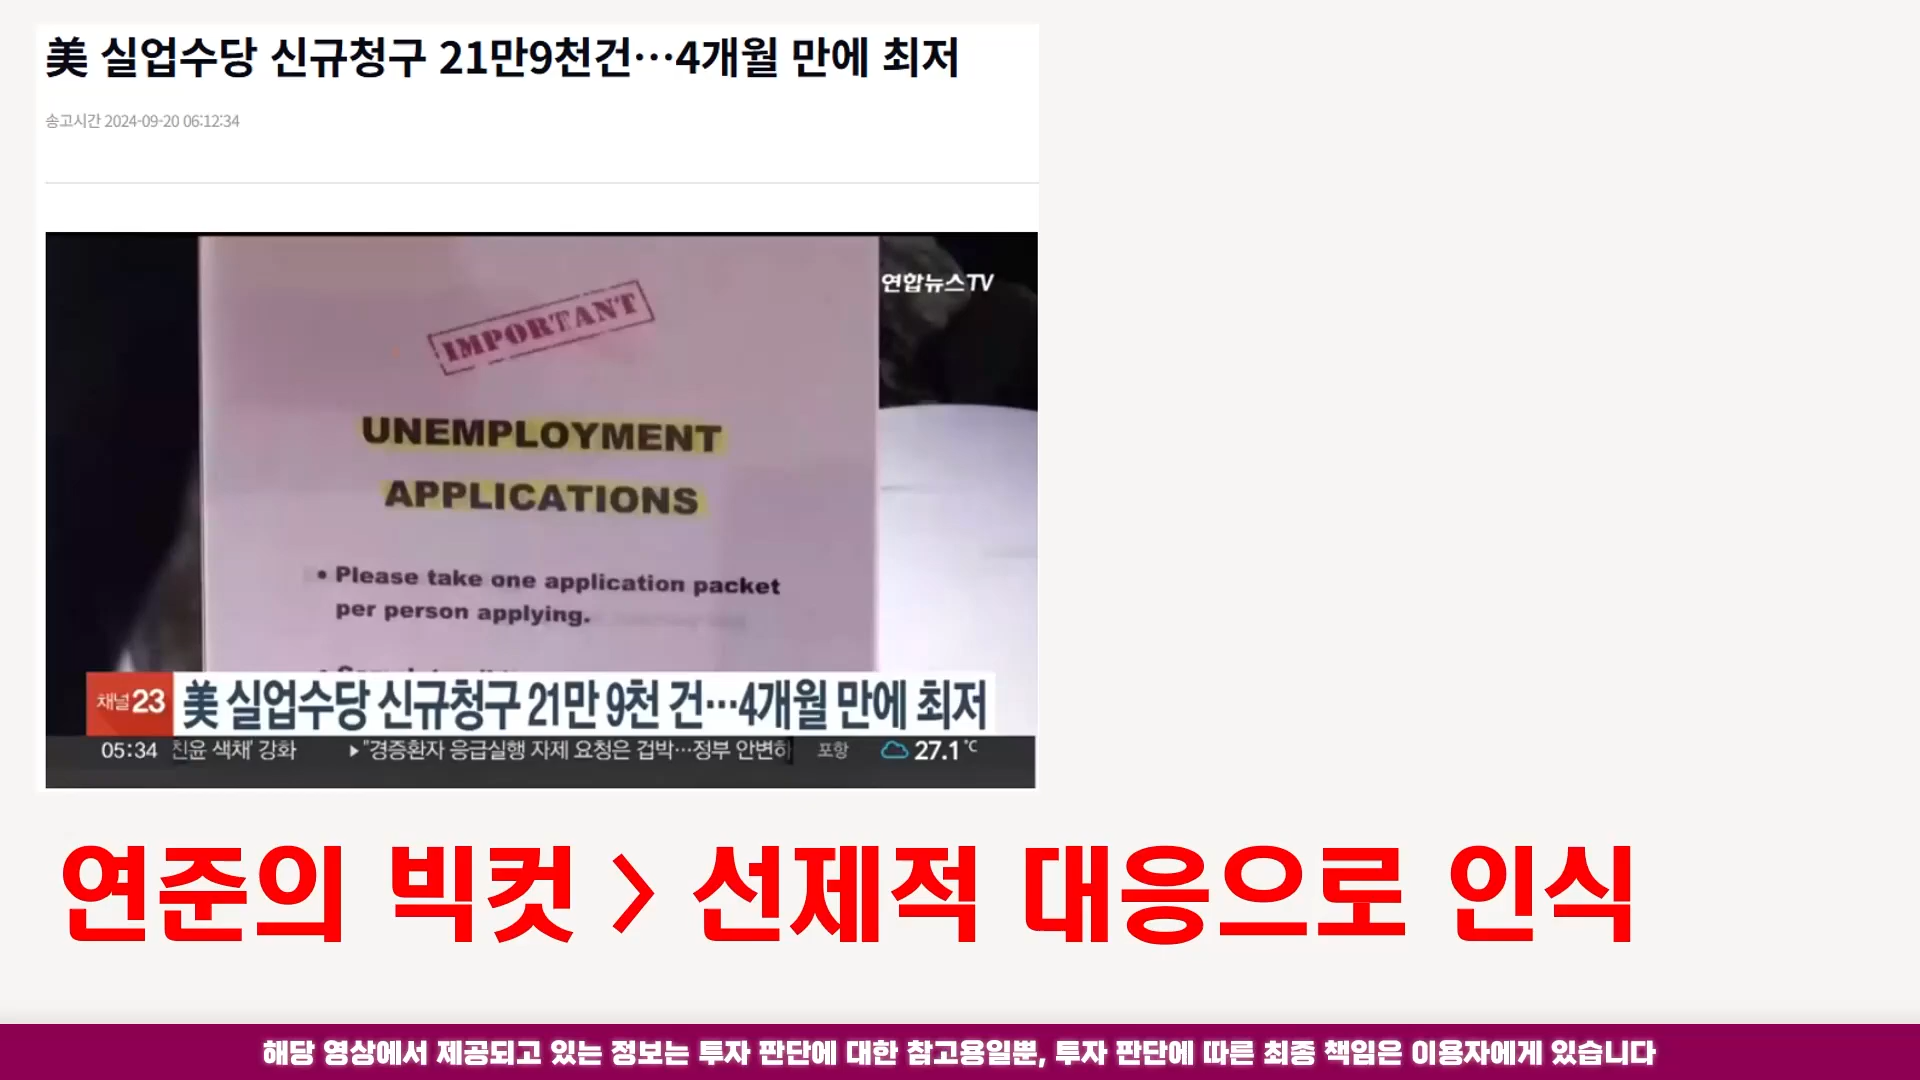 美 실업수당 신규청구 21만9천건…4개월 만에 최저
송고시간 2024-09-20 06:12:34
연합뉴스TV
IMPORTANT
UNEMPLOYMENT
APPLICATIONS
• Please take one application packet
per person applying.
채널23 美 실업수당 신규청구 21만 9천 건…4개월 만에 최저
05:34 친윤 색채' 강화 ▶"경증환자 응급실행 자제 요청은 겁박…정부 안변하 포항 27.1℃
연준의 빅컷 > 선제적 대응으로 인식
해당 영상에서 제공되고 있는 정보는 투자 판단에 대한 참고용일뿐, 투자 판단에 따른 최종 책임은 이용자에게 있습니다